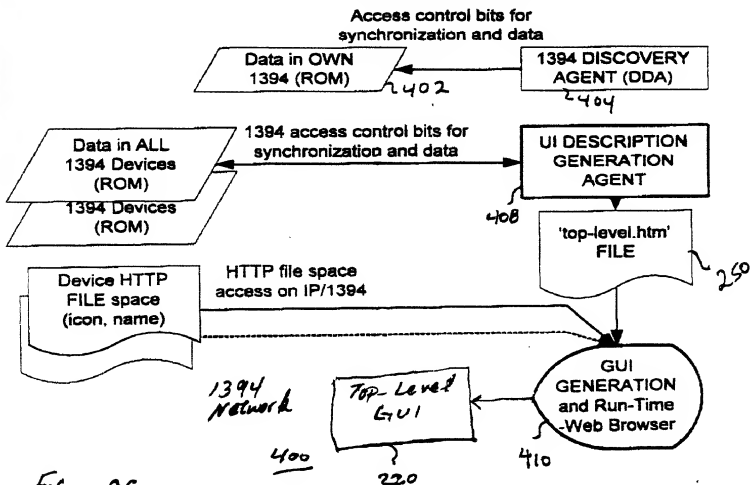 Access control bits for
synchronization and data
Data in OWN
1394 (ROM)
402
1394 DISCOVERY
AGENT (DDA)
404
Data in ALL
1394 Devices
(ROM)
1394 Devices
(ROM)
1394 access control bits for
synchronization and data
UI DESCRIPTION
GENERATION
AGENT
408
'top-level.htm'
FILE
250
Device HTTP
FILE space
(icon, name)
HTTP file space
access on IP/1394
GUI
GENERATION
and Run-Time
-Web Browser
410
1394
Network
TOP-Level
GUI
400
220